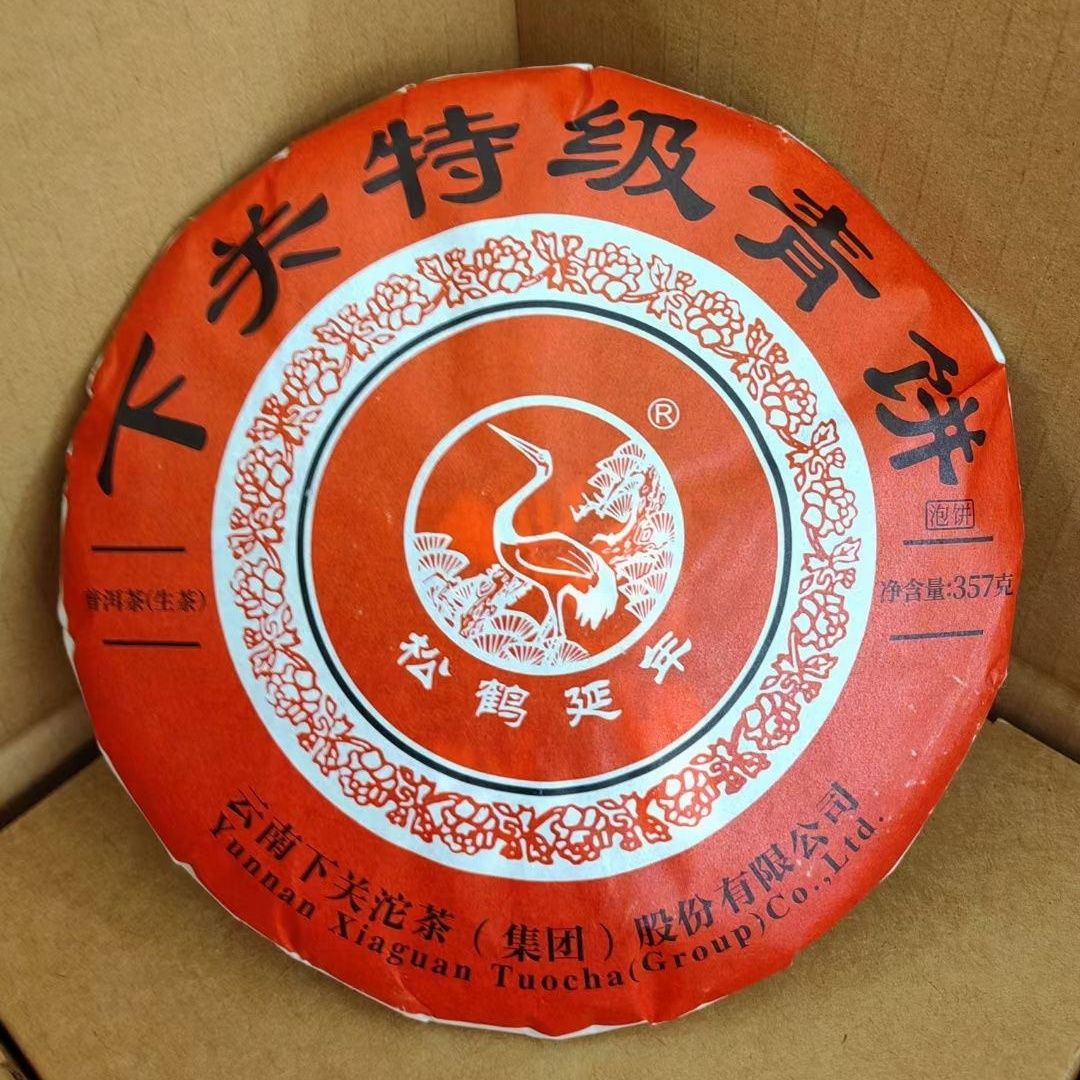 下关特级青饼
泡饼
®
普洱茶(生茶)
净含量:357克
松鹤延年
云南下关沱茶(集团)股份有限公司
Yunnan Xiaguan Tuocha(Group)Co.,Ltd.